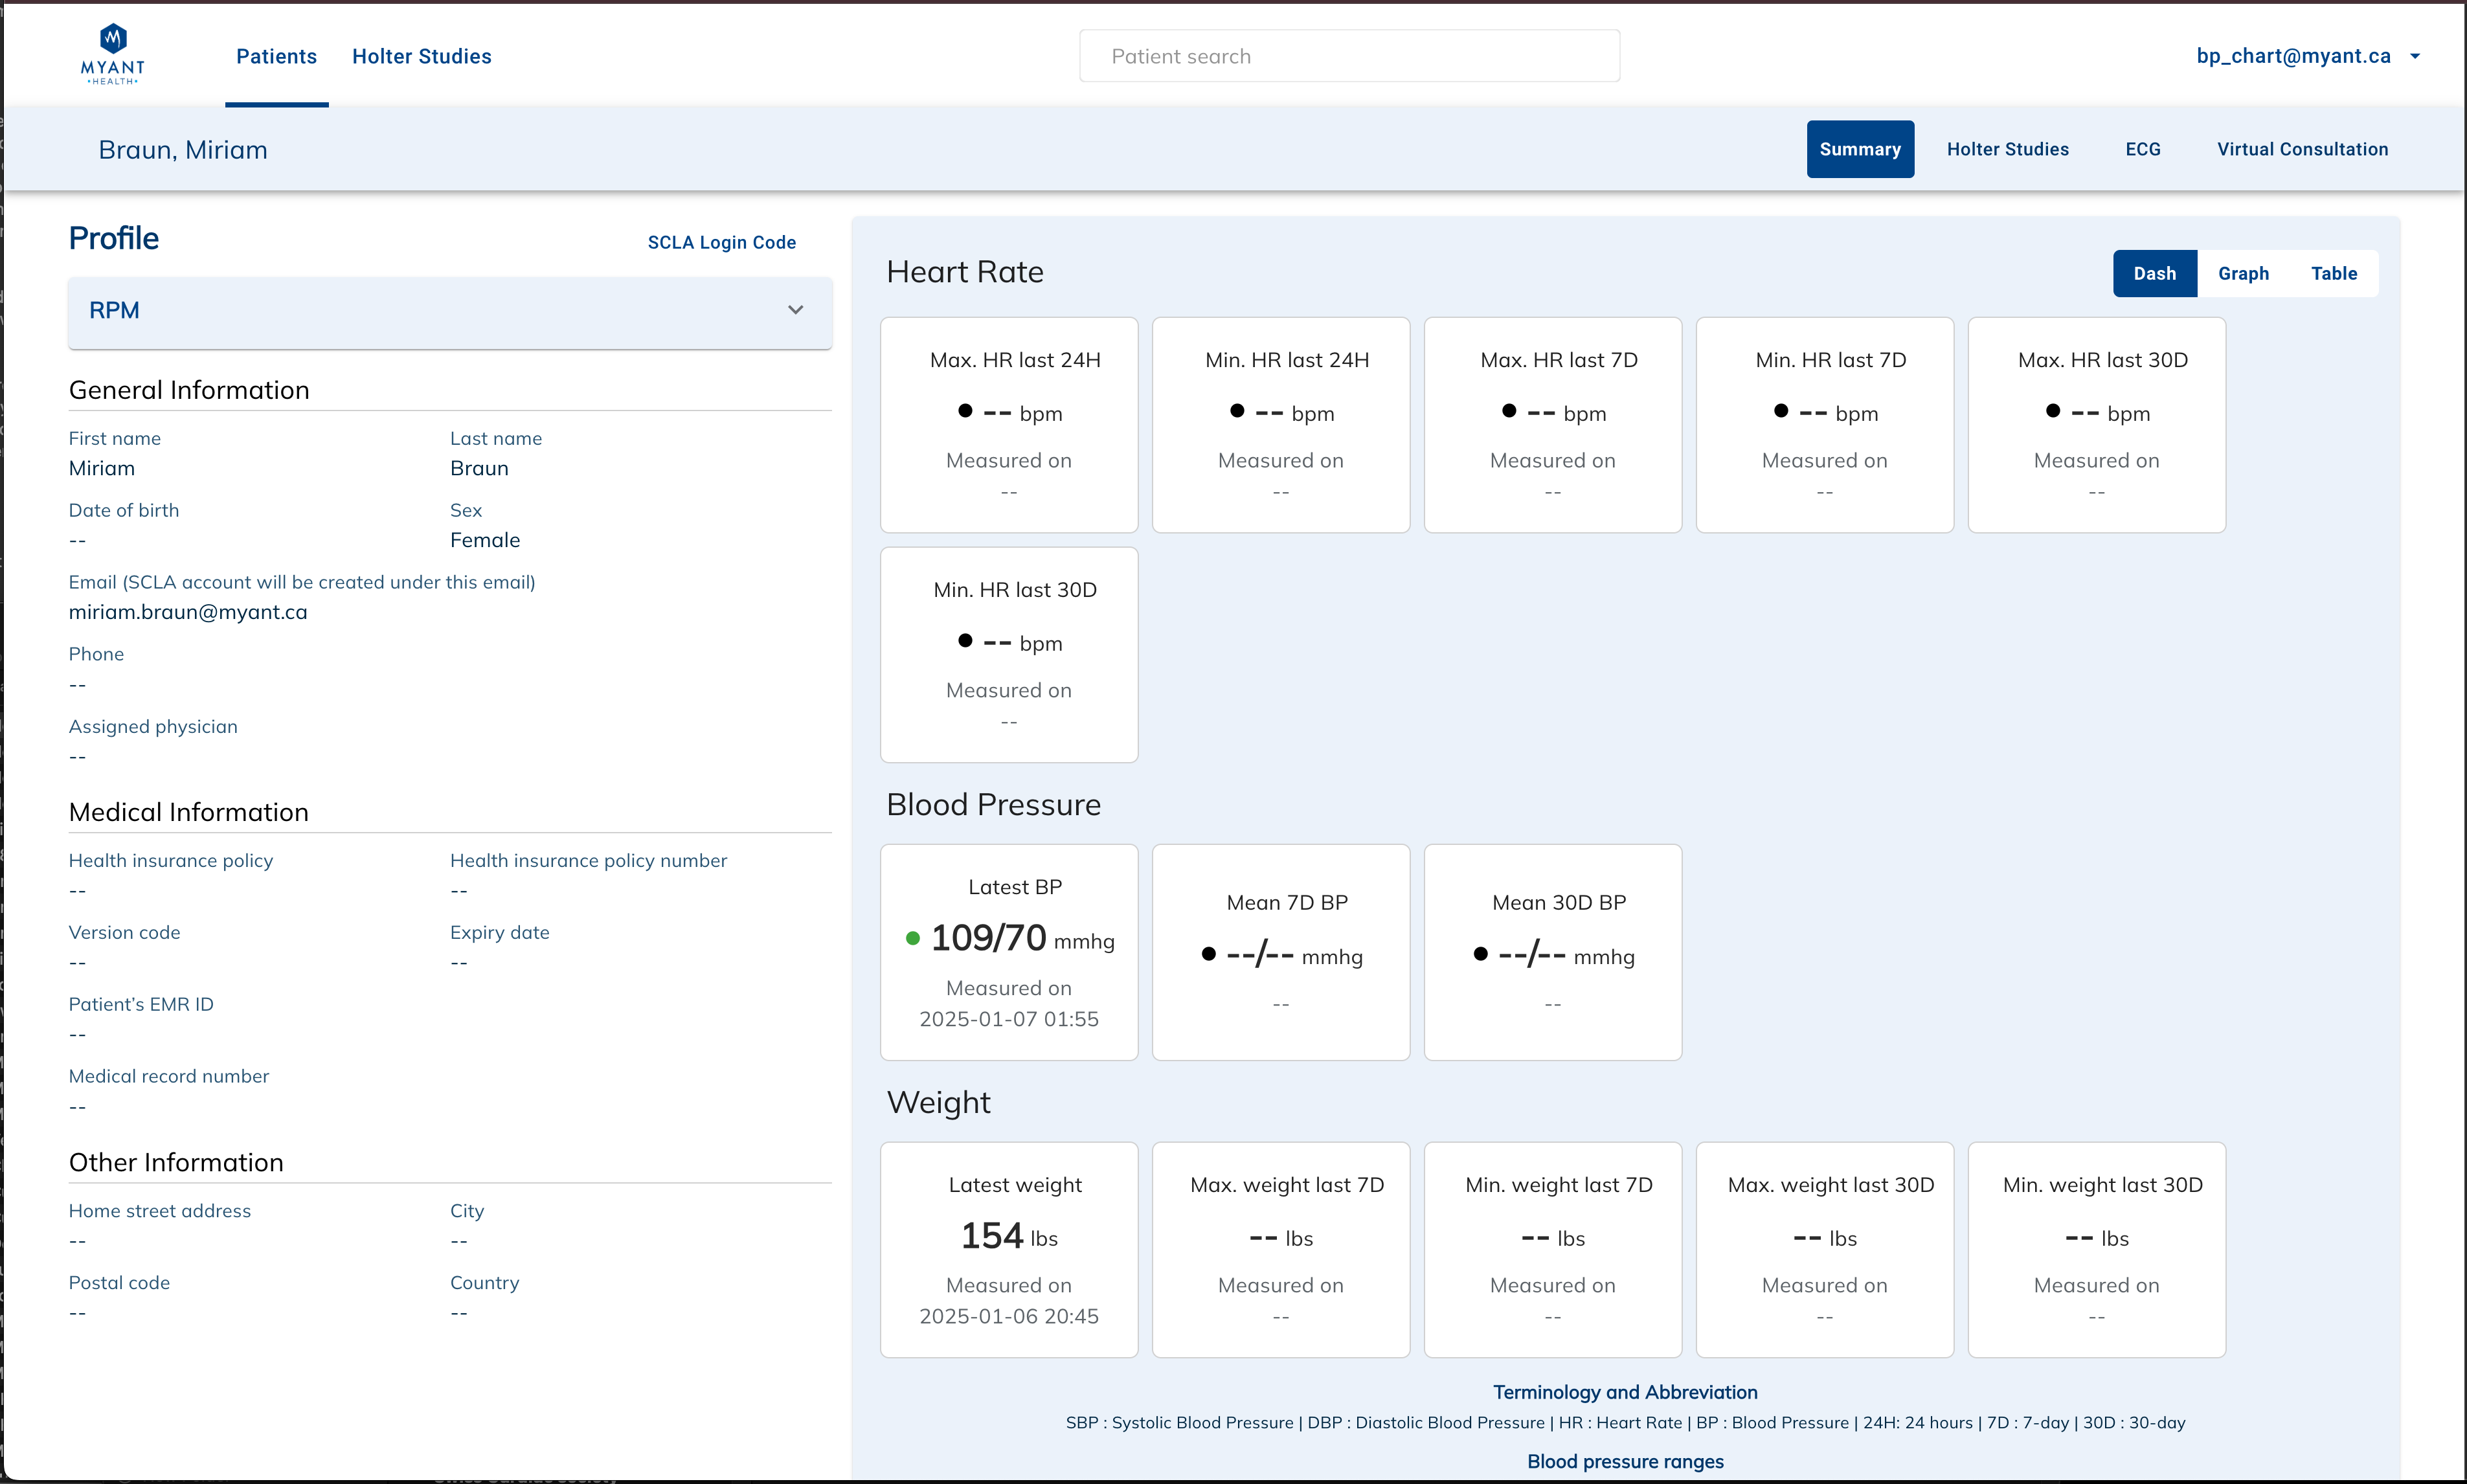 MYANT
HEALTH
Patients
Holter Studies
Patient search
bp_chart@myant.ca
Braun, Miriam
Summary
Holter Studies
ECG
Virtual Consultation
Profile
SCLA Login Code
RPM
General Information
First name
Last name
Miriam
Braun
Date of birth
Sex
--
Female
Email (SCLA account will be created under this email)
miriam.braun@myant.ca
Phone
--
Assigned physician
--
Medical Information
Health insurance policy
Health insurance policy number
--
--
Version code
Expiry date
--
--
Patient’s EMR ID
--
Medical record number
--
Other Information
Home street address
City
--
--
Postal code
Country
--
--
Heart Rate
Dash
Graph
Table
Max. HR last 24H
-- bpm
Measured on
--
Min. HR last 24H
-- bpm
Measured on
--
Max. HR last 7D
-- bpm
Measured on
--
Min. HR last 7D
-- bpm
Measured on
--
Max. HR last 30D
-- bpm
Measured on
--
Min. HR last 30D
-- bpm
Measured on
--
Blood Pressure
Latest BP
109/70 mmhg
Measured on
2025-01-07 01:55
Mean 7D BP
--/-- mmhg
--
Mean 30D BP
--/-- mmhg
--
Weight
Latest weight
154 lbs
Measured on
2025-01-06 20:45
Max. weight last 7D
-- lbs
Measured on
--
Min. weight last 7D
-- lbs
Measured on
--
Max. weight last 30D
-- lbs
Measured on
--
Min. weight last 30D
-- lbs
Measured on
--
Terminology and Abbreviation
SBP : Systolic Blood Pressure | DBP : Diastolic Blood Pressure | HR : Heart Rate | BP : Blood Pressure | 24H: 24 hours | 7D : 7-day | 30D : 30-day
Blood pressure ranges